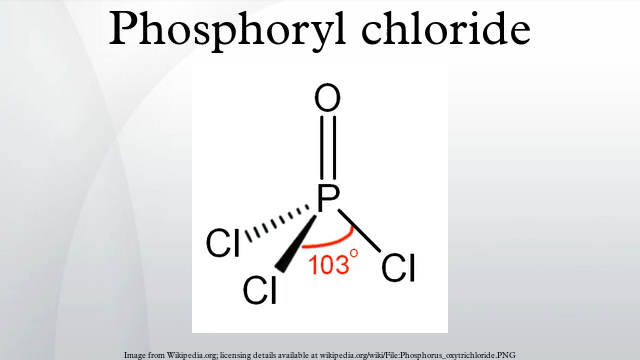 Phosphoryl chloride
O
P
Cl
Cl
103°
Cl
Image from Wikipedia.org; licensing details available at wikipedia.org/wiki/File:Phosphorus_oxytrichloride.PNG